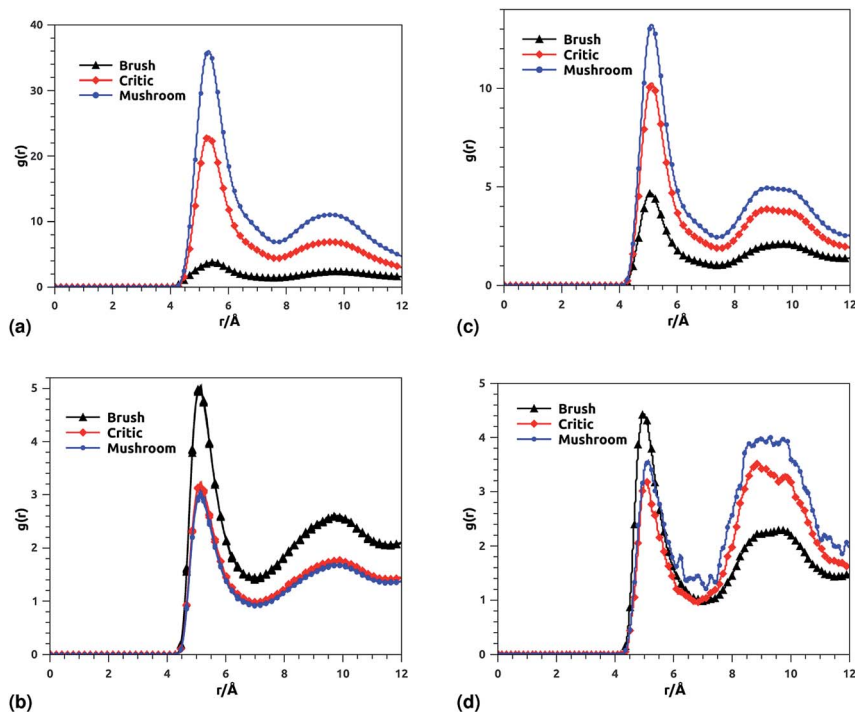 40
30
20
10
0
g(r)
Brush
Critic
Mushroom
0 2 4 6 8 10 12
r/Å
(a)
10
5
0
g(r)
Brush
Critic
Mushroom
0 2 4 6 8 10 12
r/Å
(c)
5
4
3
2
1
0
g(r)
Brush
Critic
Mushroom
0 2 4 6 8 10 12
r/Å
(b)
5
4
3
2
1
0
g(r)
Brush
Critic
Mushroom
0 2 4 6 8 10 12
r/Å
(d)